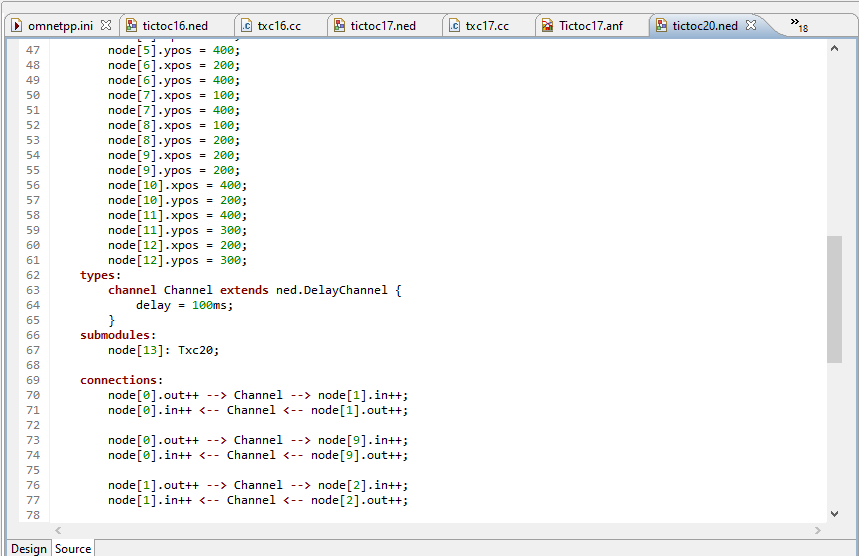 omnetpp.ini tictoc16.ned txc16.cc tictoc17.ned txc17.cc Tictoc17.anf tictoc20.ned »18
47 node[5].ypos = 400;
48 node[6].xpos = 200;
49 node[6].ypos = 400;
50 node[7].xpos = 100;
51 node[7].ypos = 400;
52 node[8].xpos = 100;
53 node[8].ypos = 200;
54 node[9].xpos = 200;
55 node[9].ypos = 200;
56 node[10].xpos = 400;
57 node[10].ypos = 200;
58 node[11].xpos = 400;
59 node[11].ypos = 300;
60 node[12].xpos = 200;
61 node[12].ypos = 300;
62 types:
63 channel Channel extends ned.DelayChannel {
64 delay = 100ms;
65 }
66 submodules:
67 node[13]: Txc20;
68
69 connections:
70 node[0].out++ --> Channel --> node[1].in++;
71 node[0].in++ <-- Channel <-- node[1].out++;
72
73 node[0].out++ --> Channel --> node[9].in++;
74 node[0].in++ <-- Channel <-- node[9].out++;
75
76 node[1].out++ --> Channel --> node[2].in++;
77 node[1].in++ <-- Channel <-- node[2].out++;
78
Design Source